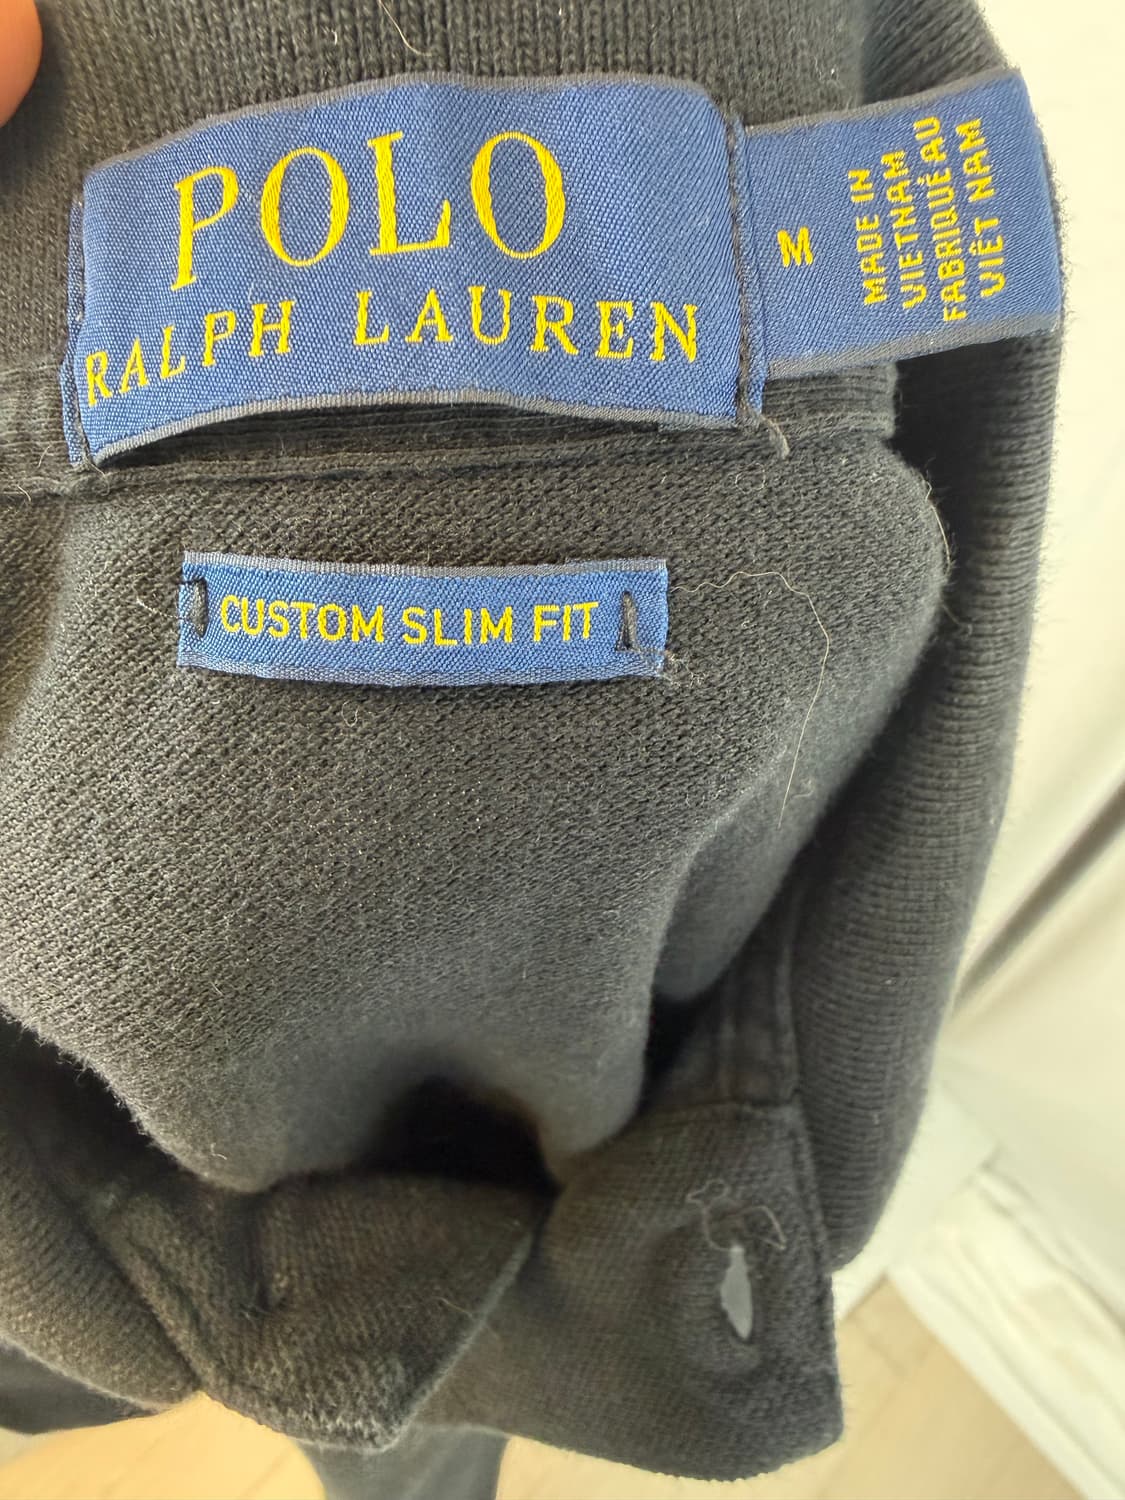 POLO
RALPH LAUREN
M
MADE IN
VIETNAM
FABRIQUÉ AU
VIÊT NAM
CUSTOM SLIM FIT